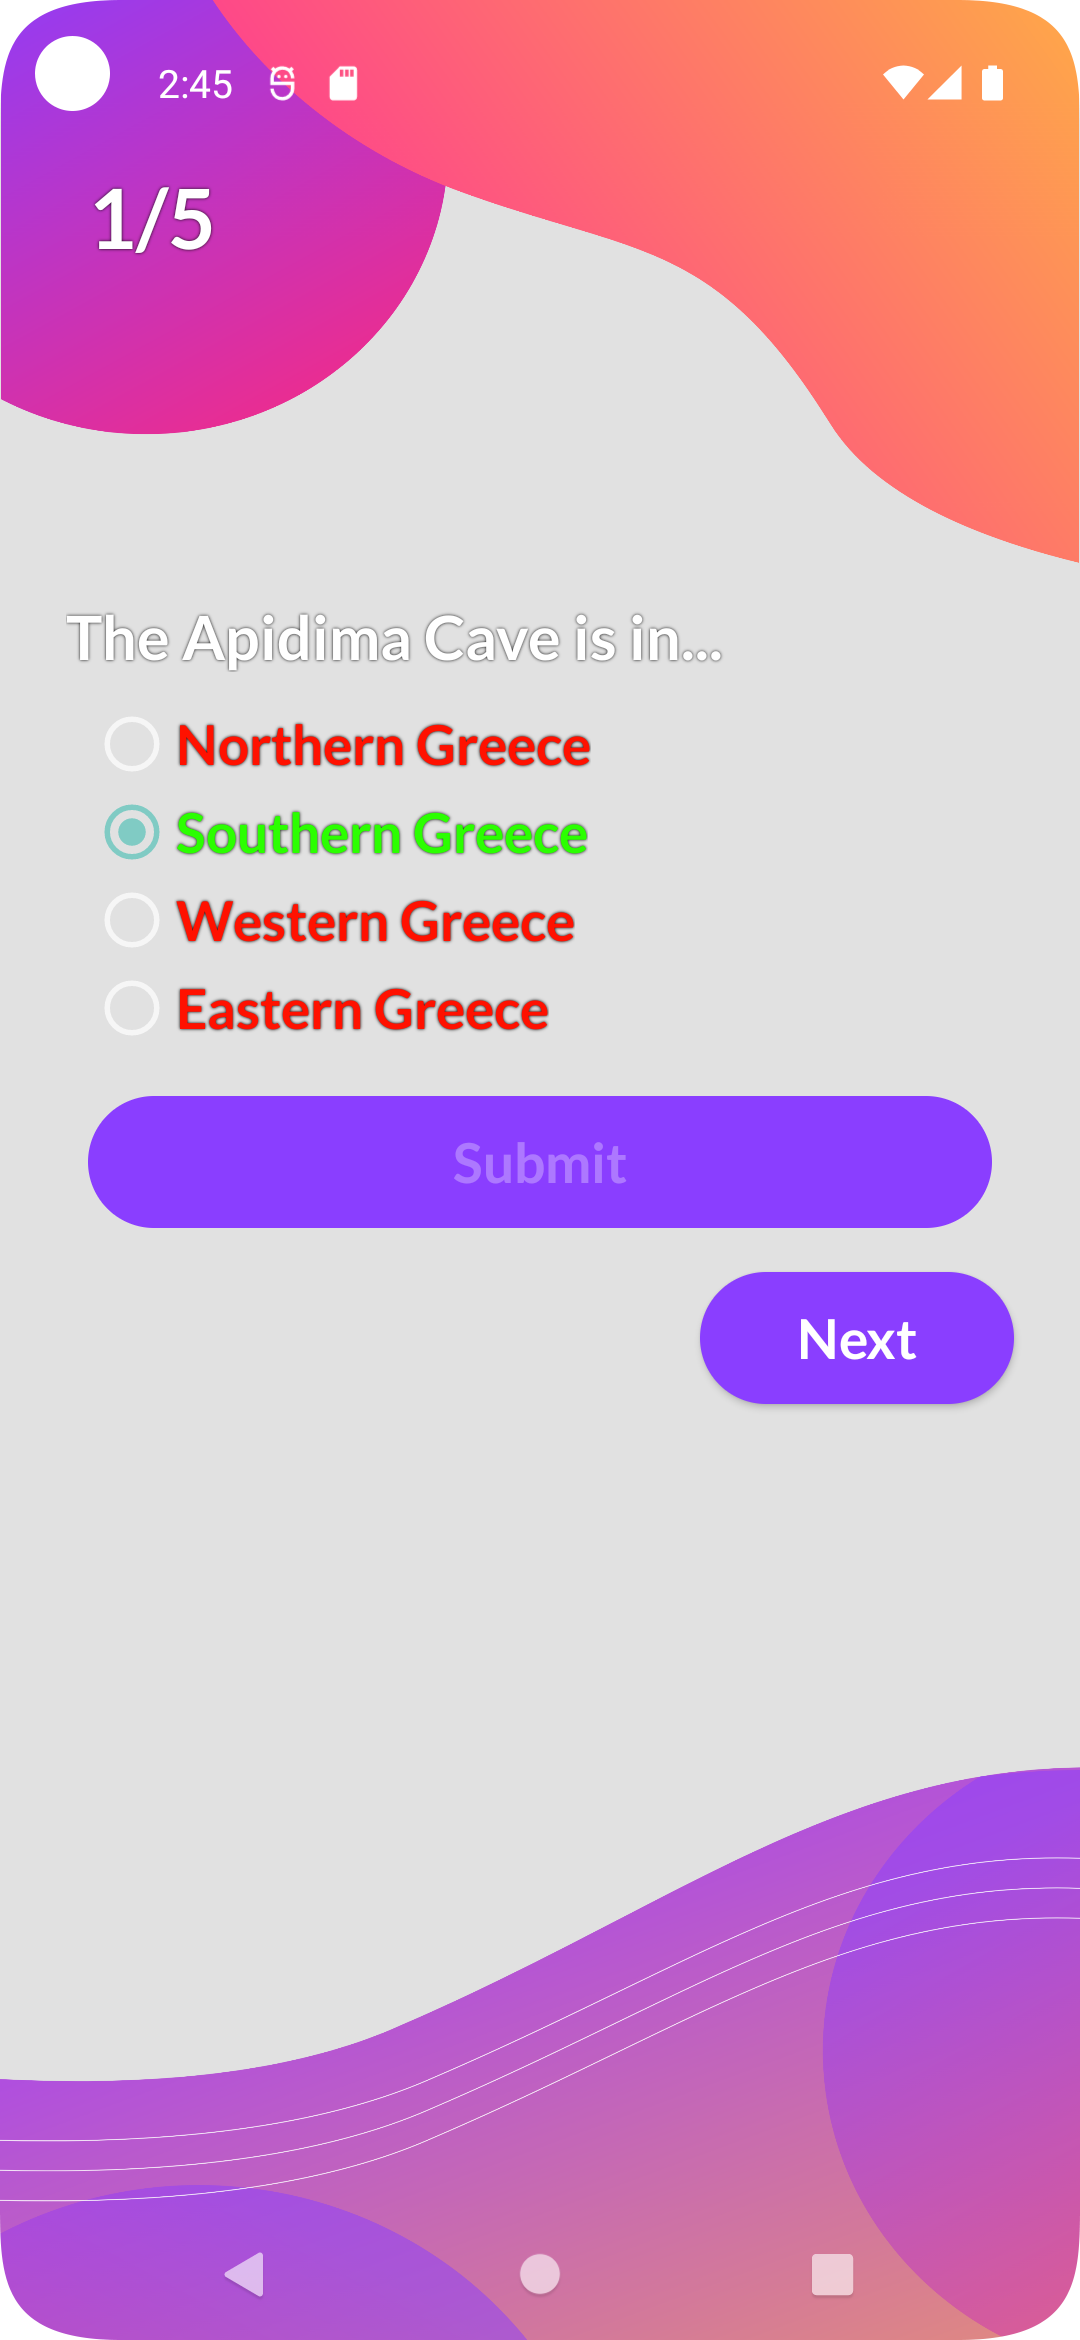 2:45
1/5
The Apidima Cave is in...
Northern Greece
Southern Greece
Western Greece
Eastern Greece
Submit
Next